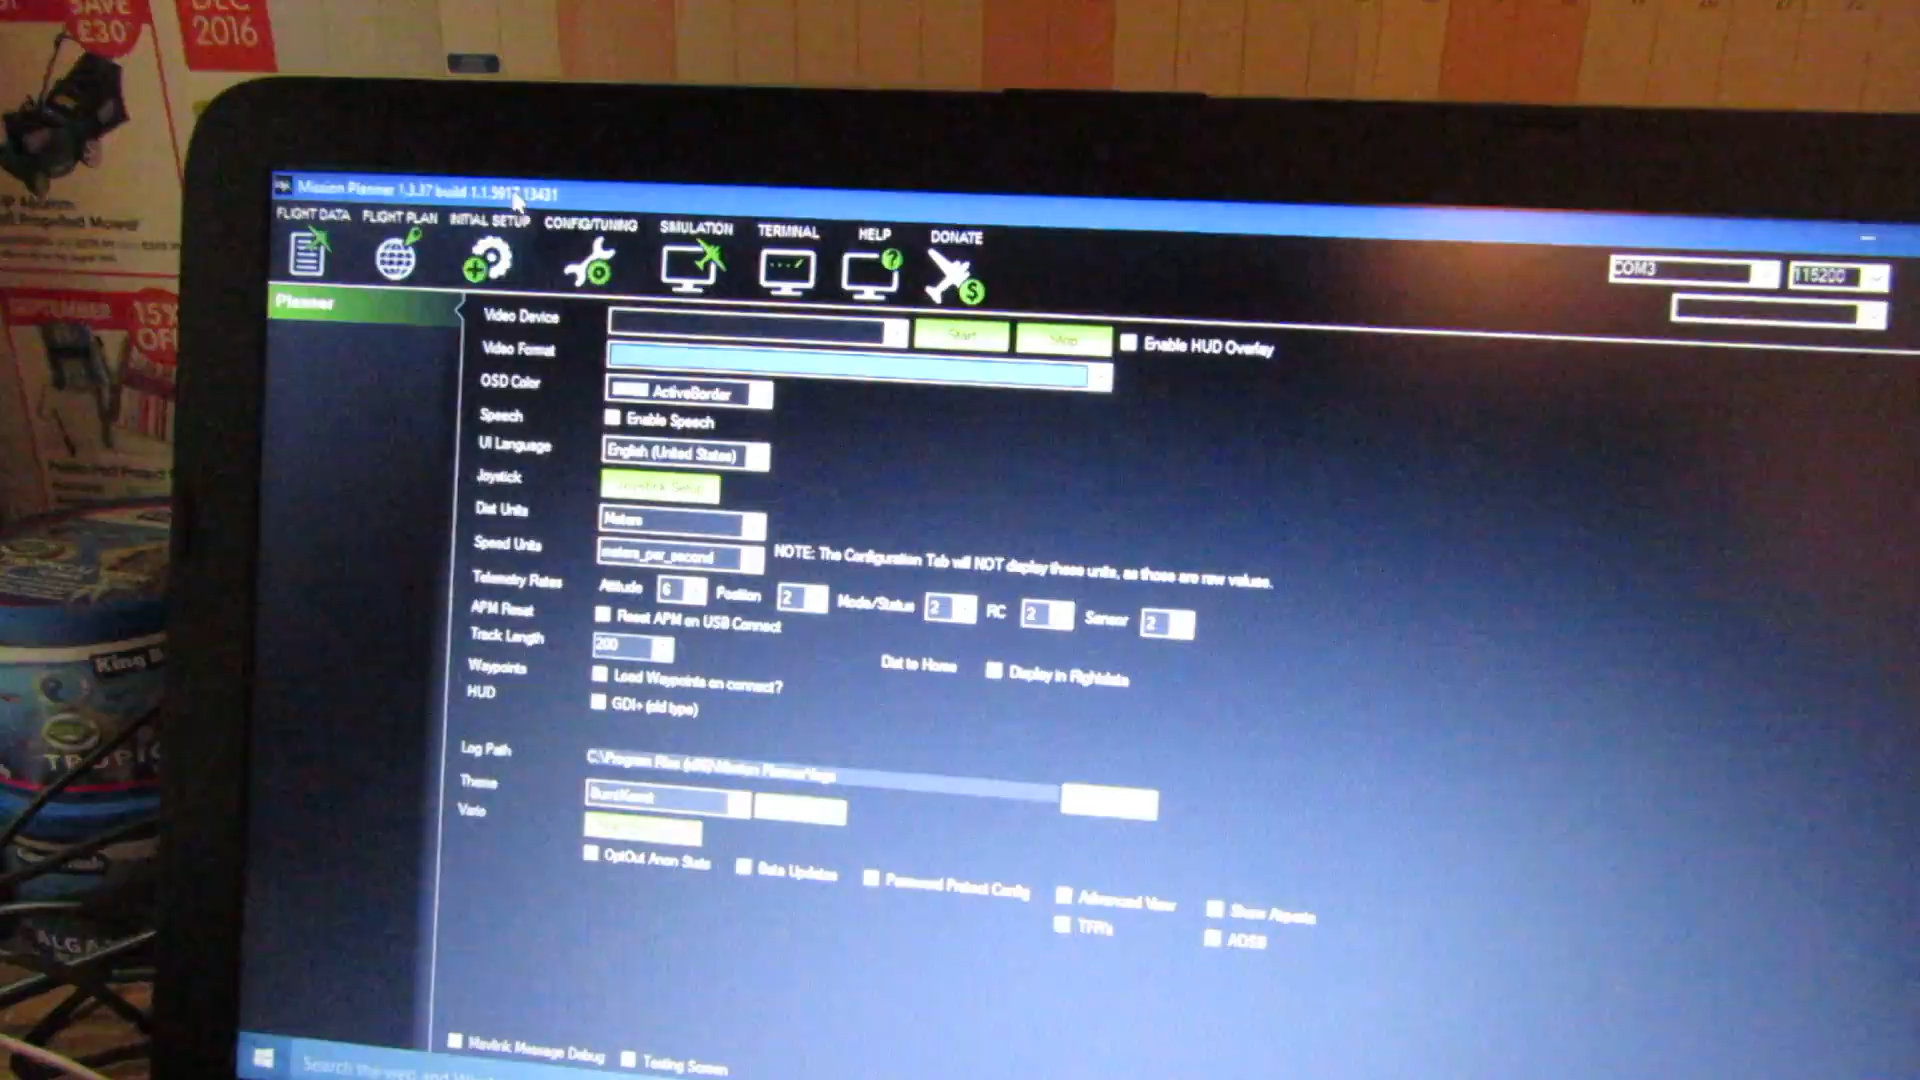 SAVE
£30
DEC
2016
SEPTEMBER
15%
OFF
King B
TROPIC
ALGA
Mission Planner 1.3.37 build 1.1.5917.13431
FLIGHT DATA FLIGHT PLAN INITIAL SETUP CONFIG/TUNING SIMULATION TERMINAL HELP DONATE
COM3 115200
Planner
Video Device Start Stop Enable HUD Overlay
Video Format
OSD Color ActiveBorder
Speech Enable Speech
UI Language English (United States)
Joystick Joystick Setup
Dist Units Meters
Speed Units meters_per_second NOTE: The Configuration Tab will NOT display these units, as those are raw values.
Telemetry Rates Attitude 6 Position 2 Mode/Status 2 RC 2 Sensor 2
APM Reset Reset APM on USB Connect
Track Length 200 Dist to Home Display in Flightdata
Waypoints Load Waypoints on connect?
HUD GDI+ (old type)
Log Path C:\Program Files (x86)\Mission Planner\logs
Theme BurntKermit
Vario
OptOut Anon Stats Beta Updates Password Protect Config Advanced View Show Airports
TFR's ADSB
Mavlink Message Debug Testing Screen
Search the web and